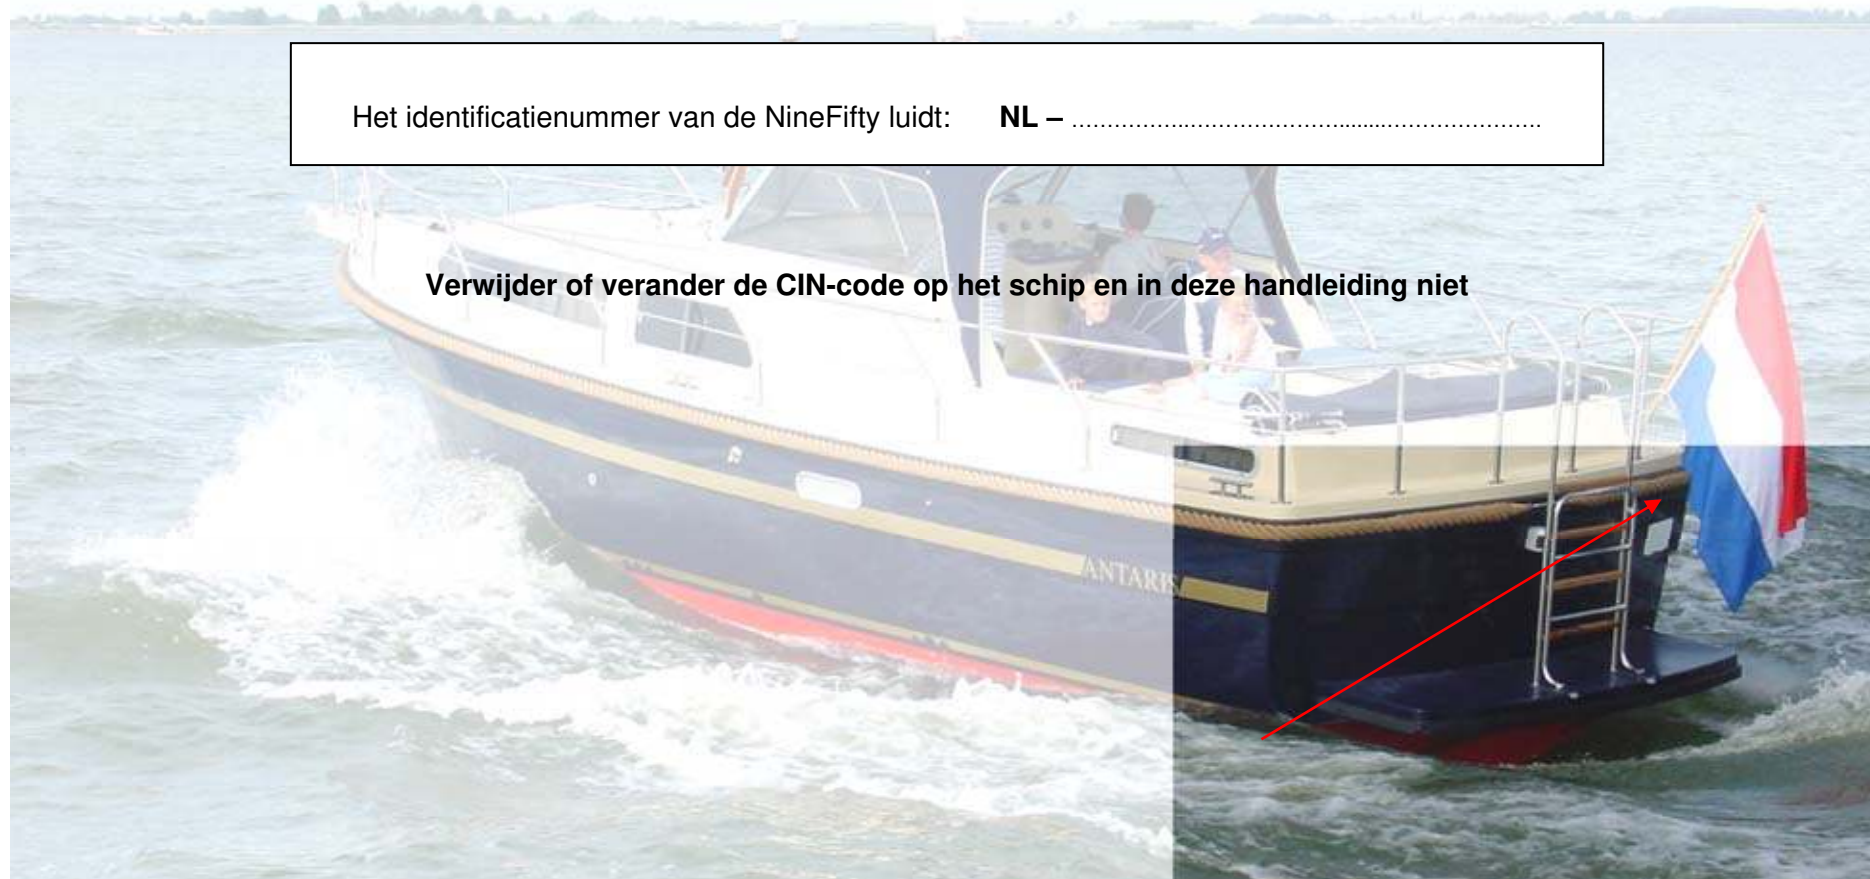 Het identificatienummer van de NineFifty luidt: NL – ................................................................
Verwijder of verander de CIN-code op het schip en in deze handleiding niet
ANTARIS